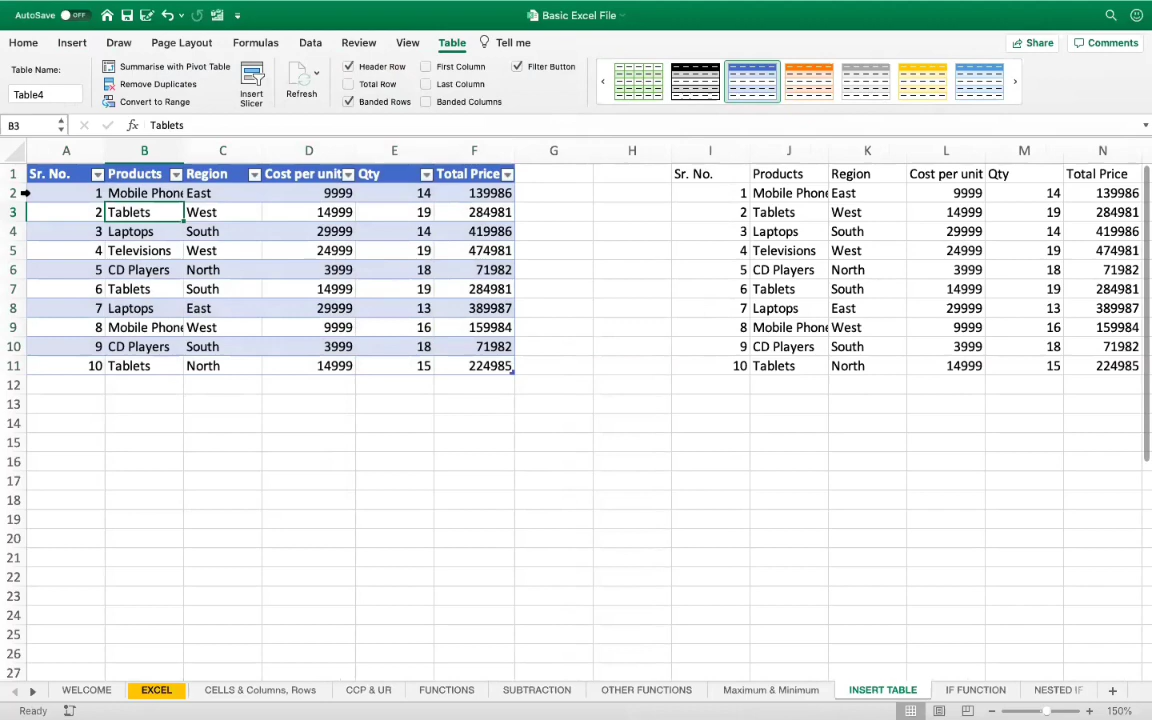 AutoSave OFF Basic Excel File
Home Insert Draw Page Layout Formulas Data Review View Table Tell me Share Comments
Table Name: Summarise with Pivot Table Header Row First Column Filter Button
Table4 Remove Duplicates Insert Slicer Refresh Total Row Last Column
Convert to Range Banded Rows Banded Columns
B3 fx Tablets
A B C D E F G H I J K L M N
1 Sr. No. Products Region Cost per unit Qty Total Price Sr. No. Products Region Cost per unit Qty Total Price
2 1 Mobile Phone East 9999 14 139986 1 Mobile Phone East 9999 14 139986
3 2 Tablets West 14999 19 284981 2 Tablets West 14999 19 284981
4 3 Laptops South 29999 14 419986 3 Laptops South 29999 14 419986
5 4 Televisions West 24999 19 474981 4 Televisions West 24999 19 474981
6 5 CD Players North 3999 18 71982 5 CD Players North 3999 18 71982
7 6 Tablets South 14999 19 284981 6 Tablets South 14999 19 284981
8 7 Laptops East 29999 13 389987 7 Laptops East 29999 13 389987
9 8 Mobile Phone West 9999 16 159984 8 Mobile Phone West 9999 16 159984
10 9 CD Players South 3999 18 71982 9 CD Players South 3999 18 71982
11 10 Tablets North 14999 15 224985 10 Tablets North 14999 15 224985
12
13
14
15
16
17
18
19
20
21
22
23
24
25
26
27
WELCOME EXCEL CELLS & Columns, Rows CCP & UR FUNCTIONS SUBTRACTION OTHER FUNCTIONS Maximum & Minimum INSERT TABLE IF FUNCTION NESTED IF
Ready 150%